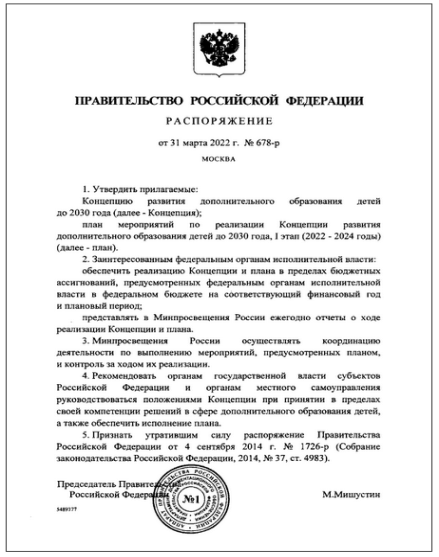 ПРАВИТЕЛЬСТВО РОССИЙСКОЙ ФЕДЕРАЦИИ
РАСПОРЯЖЕНИЕ
от 31 марта 2022 г. № 678-р
МОСКВА
1. Утвердить прилагаемые:
Концепцию развития дополнительного образования детей
до 2030 года (далее - Концепция);
план мероприятий по реализации Концепции развития
дополнительного образования детей до 2030 года, I этап (2022 - 2024 годы)
(далее - план).
2. Заинтересованным федеральным органам исполнительной власти:
обеспечить реализацию Концепции и плана в пределах бюджетных
ассигнований, предусмотренных федеральным органам исполнительной
власти в федеральном бюджете на соответствующий финансовый год
и плановый период;
представлять в Минпросвещения России ежегодно отчеты о ходе
реализации Концепции и плана.
3. Минпросвещения России осуществлять координацию
деятельности по выполнению мероприятий, предусмотренных планом,
и контроль за ходом их реализации.
4. Рекомендовать органам государственной власти субъектов
Российской Федерации и органам местного самоуправления
руководствоваться положениями Концепции при принятии в пределах
своей компетенции решений в сфере дополнительного образования детей,
а также обеспечить исполнение плана.
5. Признать утратившим силу распоряжение Правительства
Российской Федерации от 4 сентября 2014 г. № 1726-р (Собрание
законодательства Российской Федерации, 2014, № 37, ст. 4983).
Председатель Правительства
Российской Федерации
М.Мишустин
№1
5489377